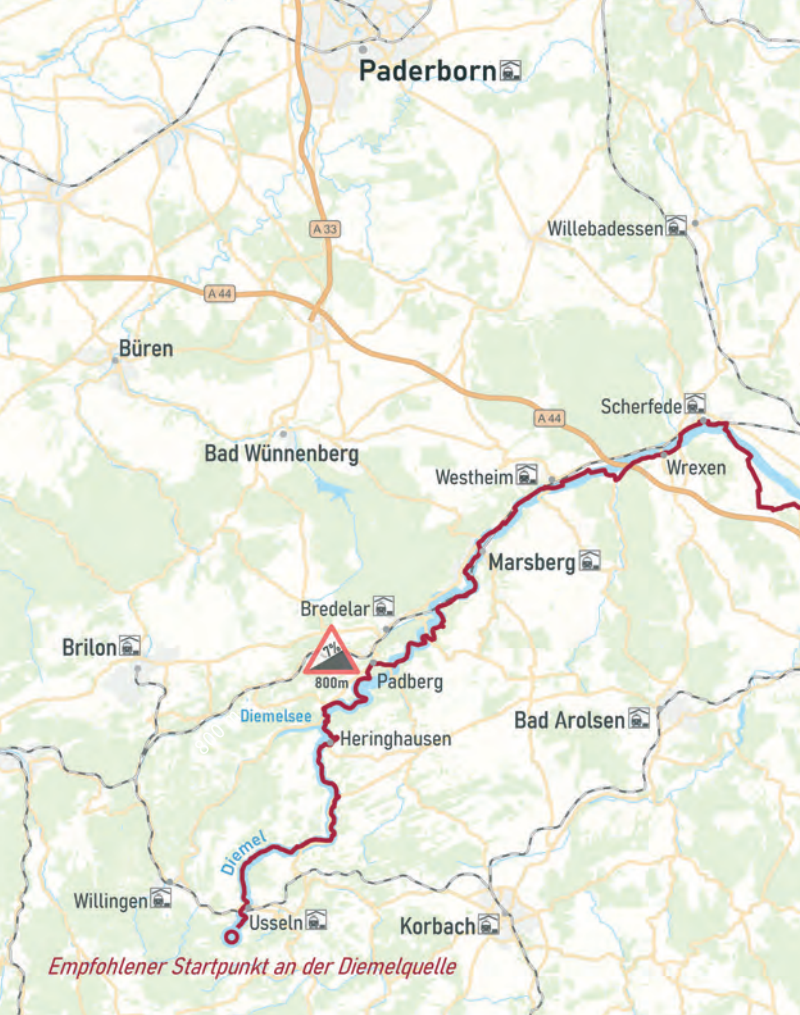 Paderborn
Willebadessen
A 33
A 44
Büren
Scherfede
A 44
Bad Wünnenberg
Wrexen
Westheim
Marsberg
Bredelar
Brilon
7%
800m
Padberg
Diemelsee
Bad Arolsen
Heringhausen
Diemel
Willingen
Usseln
Korbach
Empfohlener Startpunkt an der Diemelquelle